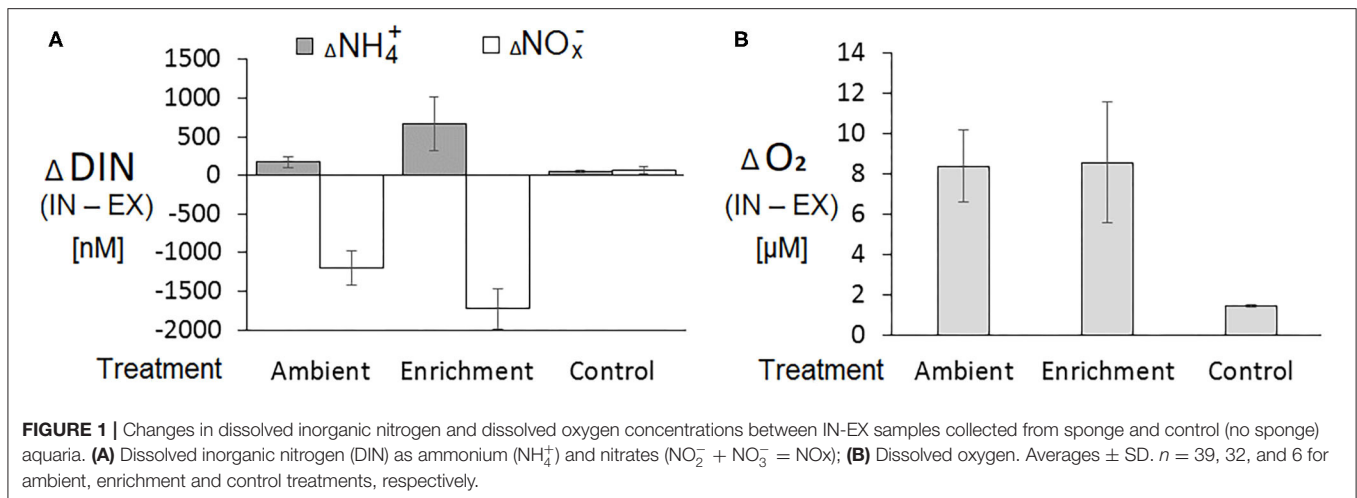 A
ΔNH₄⁺ ΔNOₓ⁻
1500
1000
500
0
-500
-1000
-1500
-2000
Δ DIN
(IN – EX)
[nM]
Treatment Ambient Enrichment Control
B
14
12
10
8
6
4
2
0
Δ O₂
(IN – EX)
[µM]
Treatment Ambient Enrichment Control
FIGURE 1 | Changes in dissolved inorganic nitrogen and dissolved oxygen concentrations between IN-EX samples collected from sponge and control (no sponge)
aquaria. (A) Dissolved inorganic nitrogen (DIN) as ammonium (NH₄⁺) and nitrates (NO₂⁻ + NO₃⁻ = NOx); (B) Dissolved oxygen. Averages ± SD. n = 39, 32, and 6 for
ambient, enrichment and control treatments, respectively.